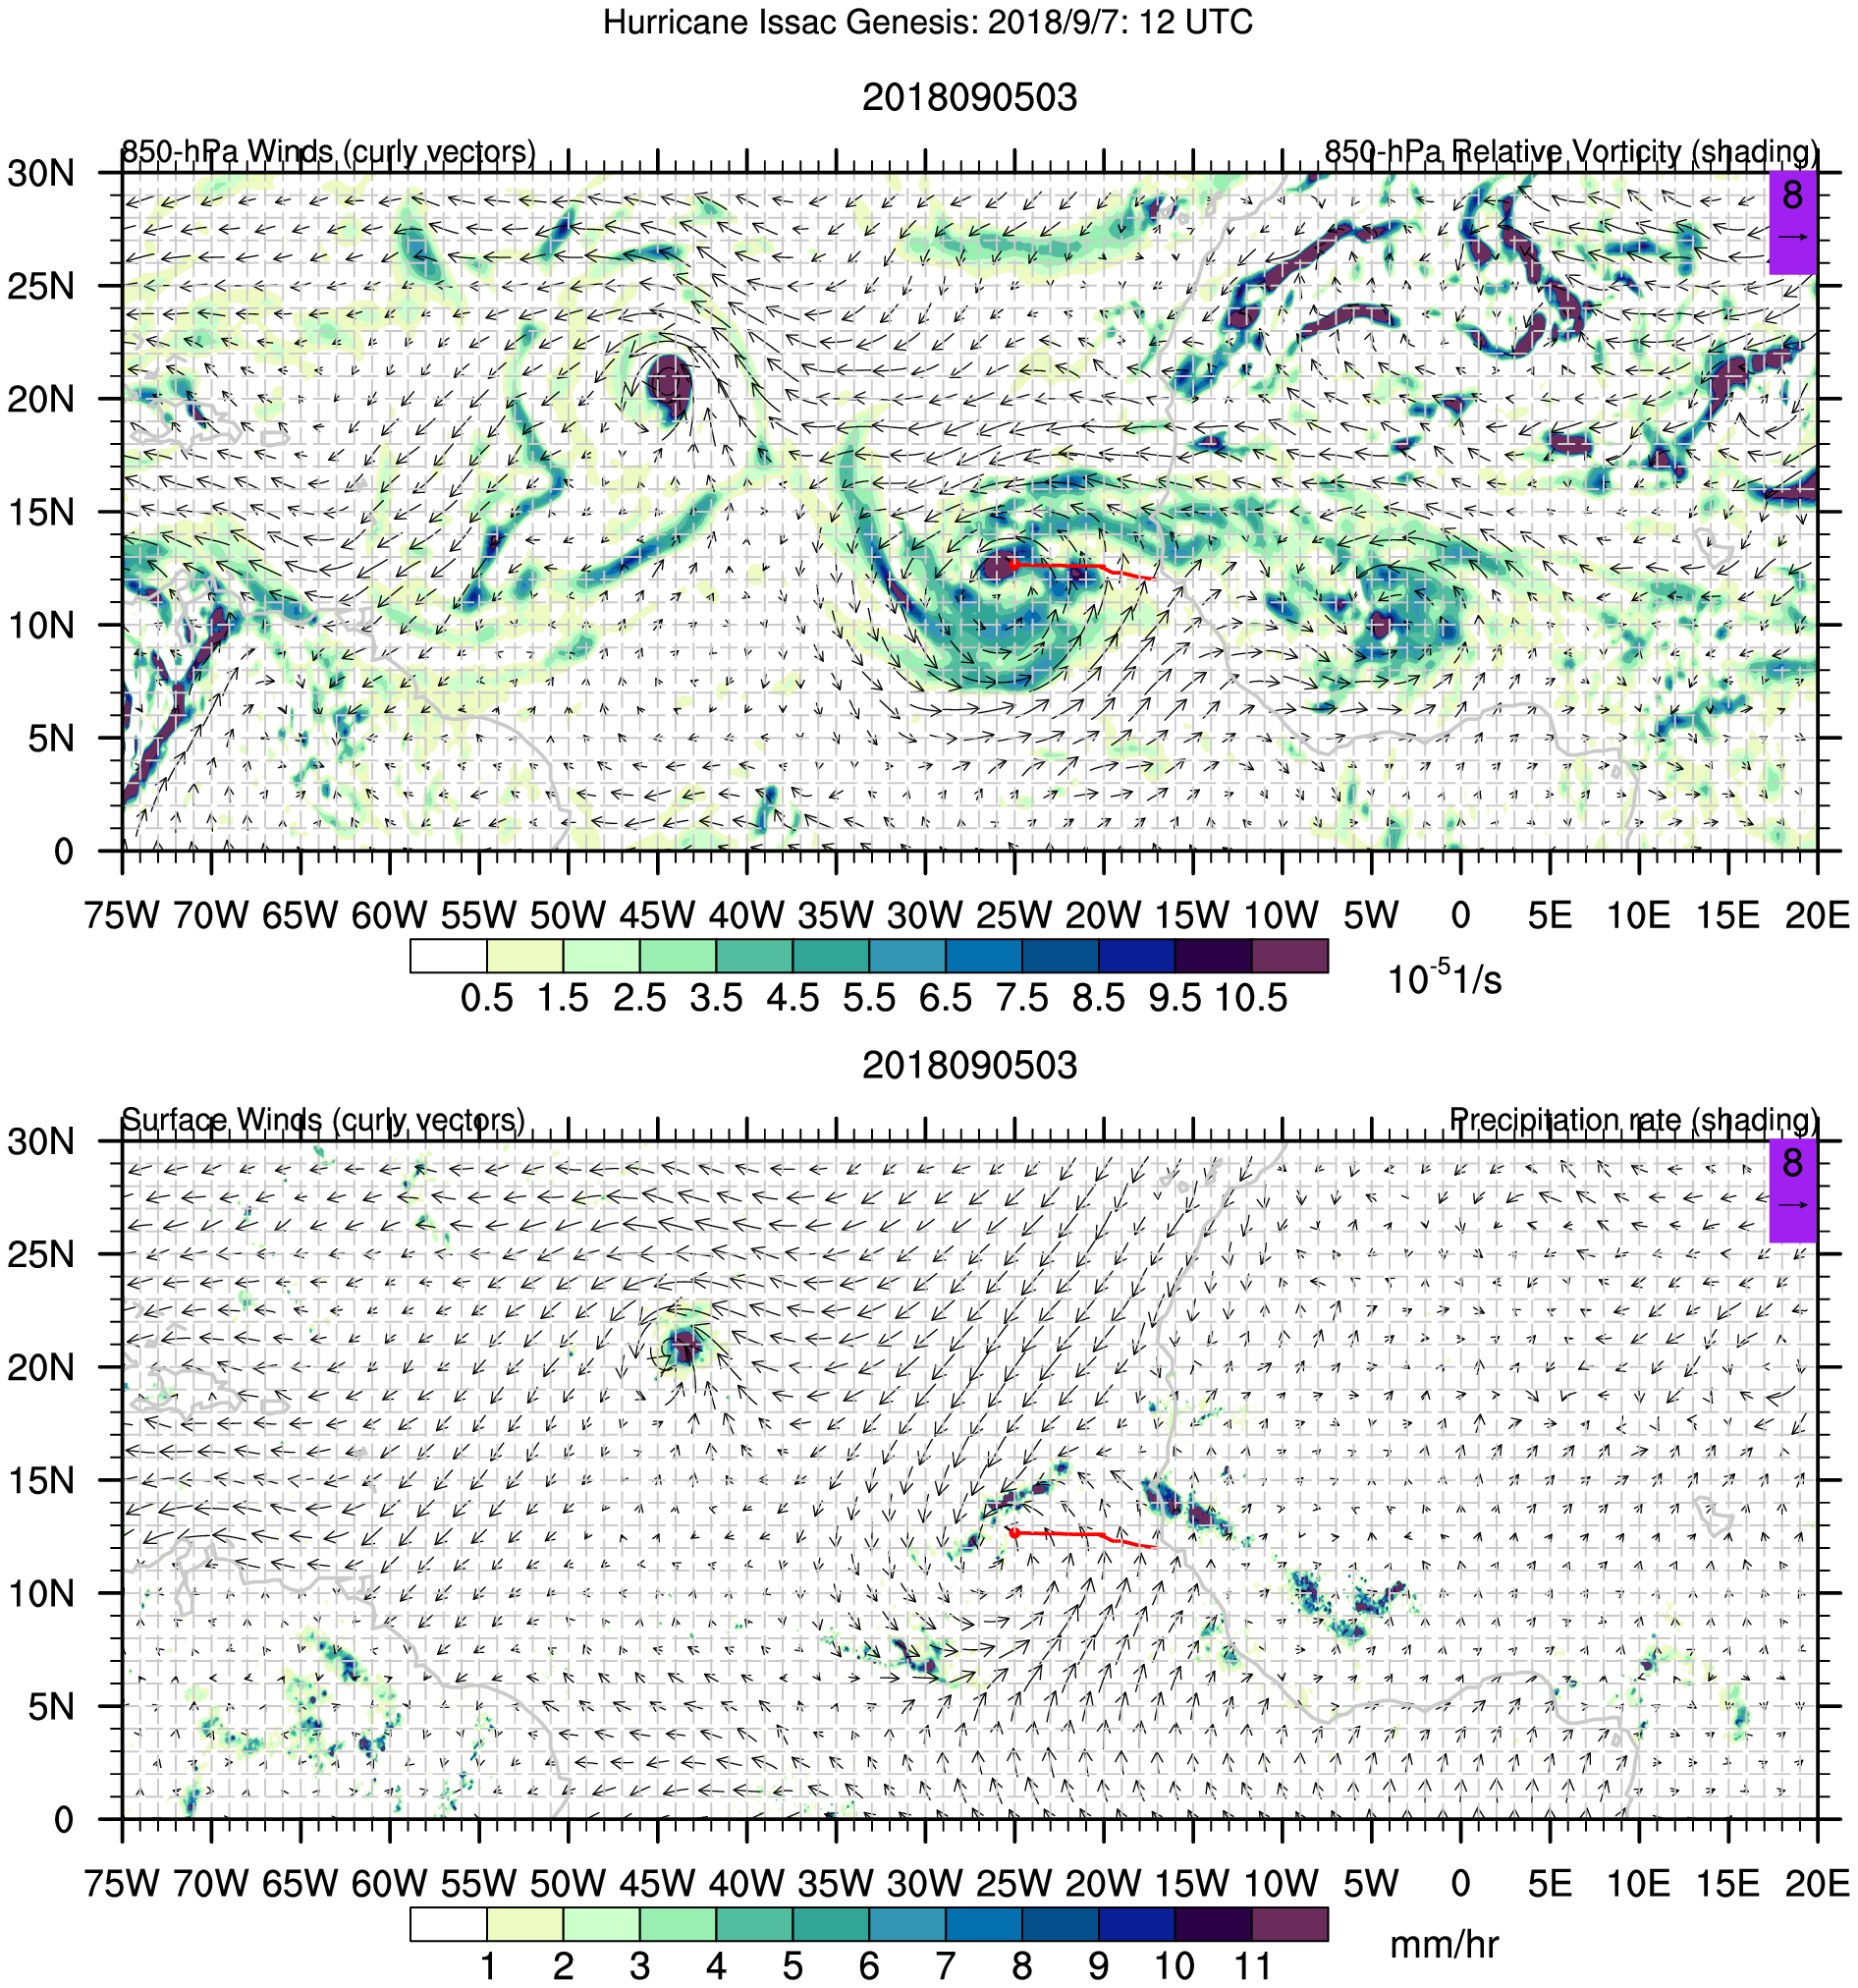 Hurricane Issac Genesis: 2018/9/7: 12 UTC
2018090503
850-hPa Winds (curly vectors) 850-hPa Relative Vorticity (shading)
30N
8
25N
20N
15N
10N
5N
0
75W 70W 65W 60W 55W 50W 45W 40W 35W 30W 25W 20W 15W 10W 5W 0 5E 10E 15E 20E
0.5 1.5 2.5 3.5 4.5 5.5 6.5 7.5 8.5 9.5 10.5
10⁻⁵1/s
2018090503
Surface Winds (curly vectors) Precipitation rate (shading)
30N
8
25N
20N
15N
10N
5N
0
75W 70W 65W 60W 55W 50W 45W 40W 35W 30W 25W 20W 15W 10W 5W 0 5E 10E 15E 20E
1 2 3 4 5 6 7 8 9 10 11
mm/hr